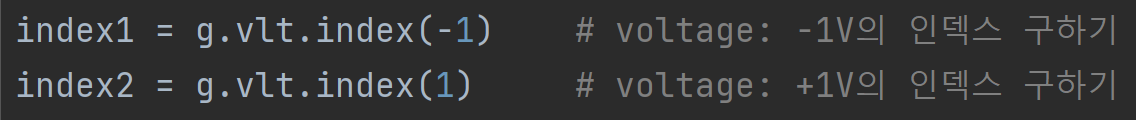 index1 = g.vlt.index(-1)    # voltage: -1V의 인덱스 구하기
index2 = g.vlt.index(1)     # voltage: +1V의 인덱스 구하기